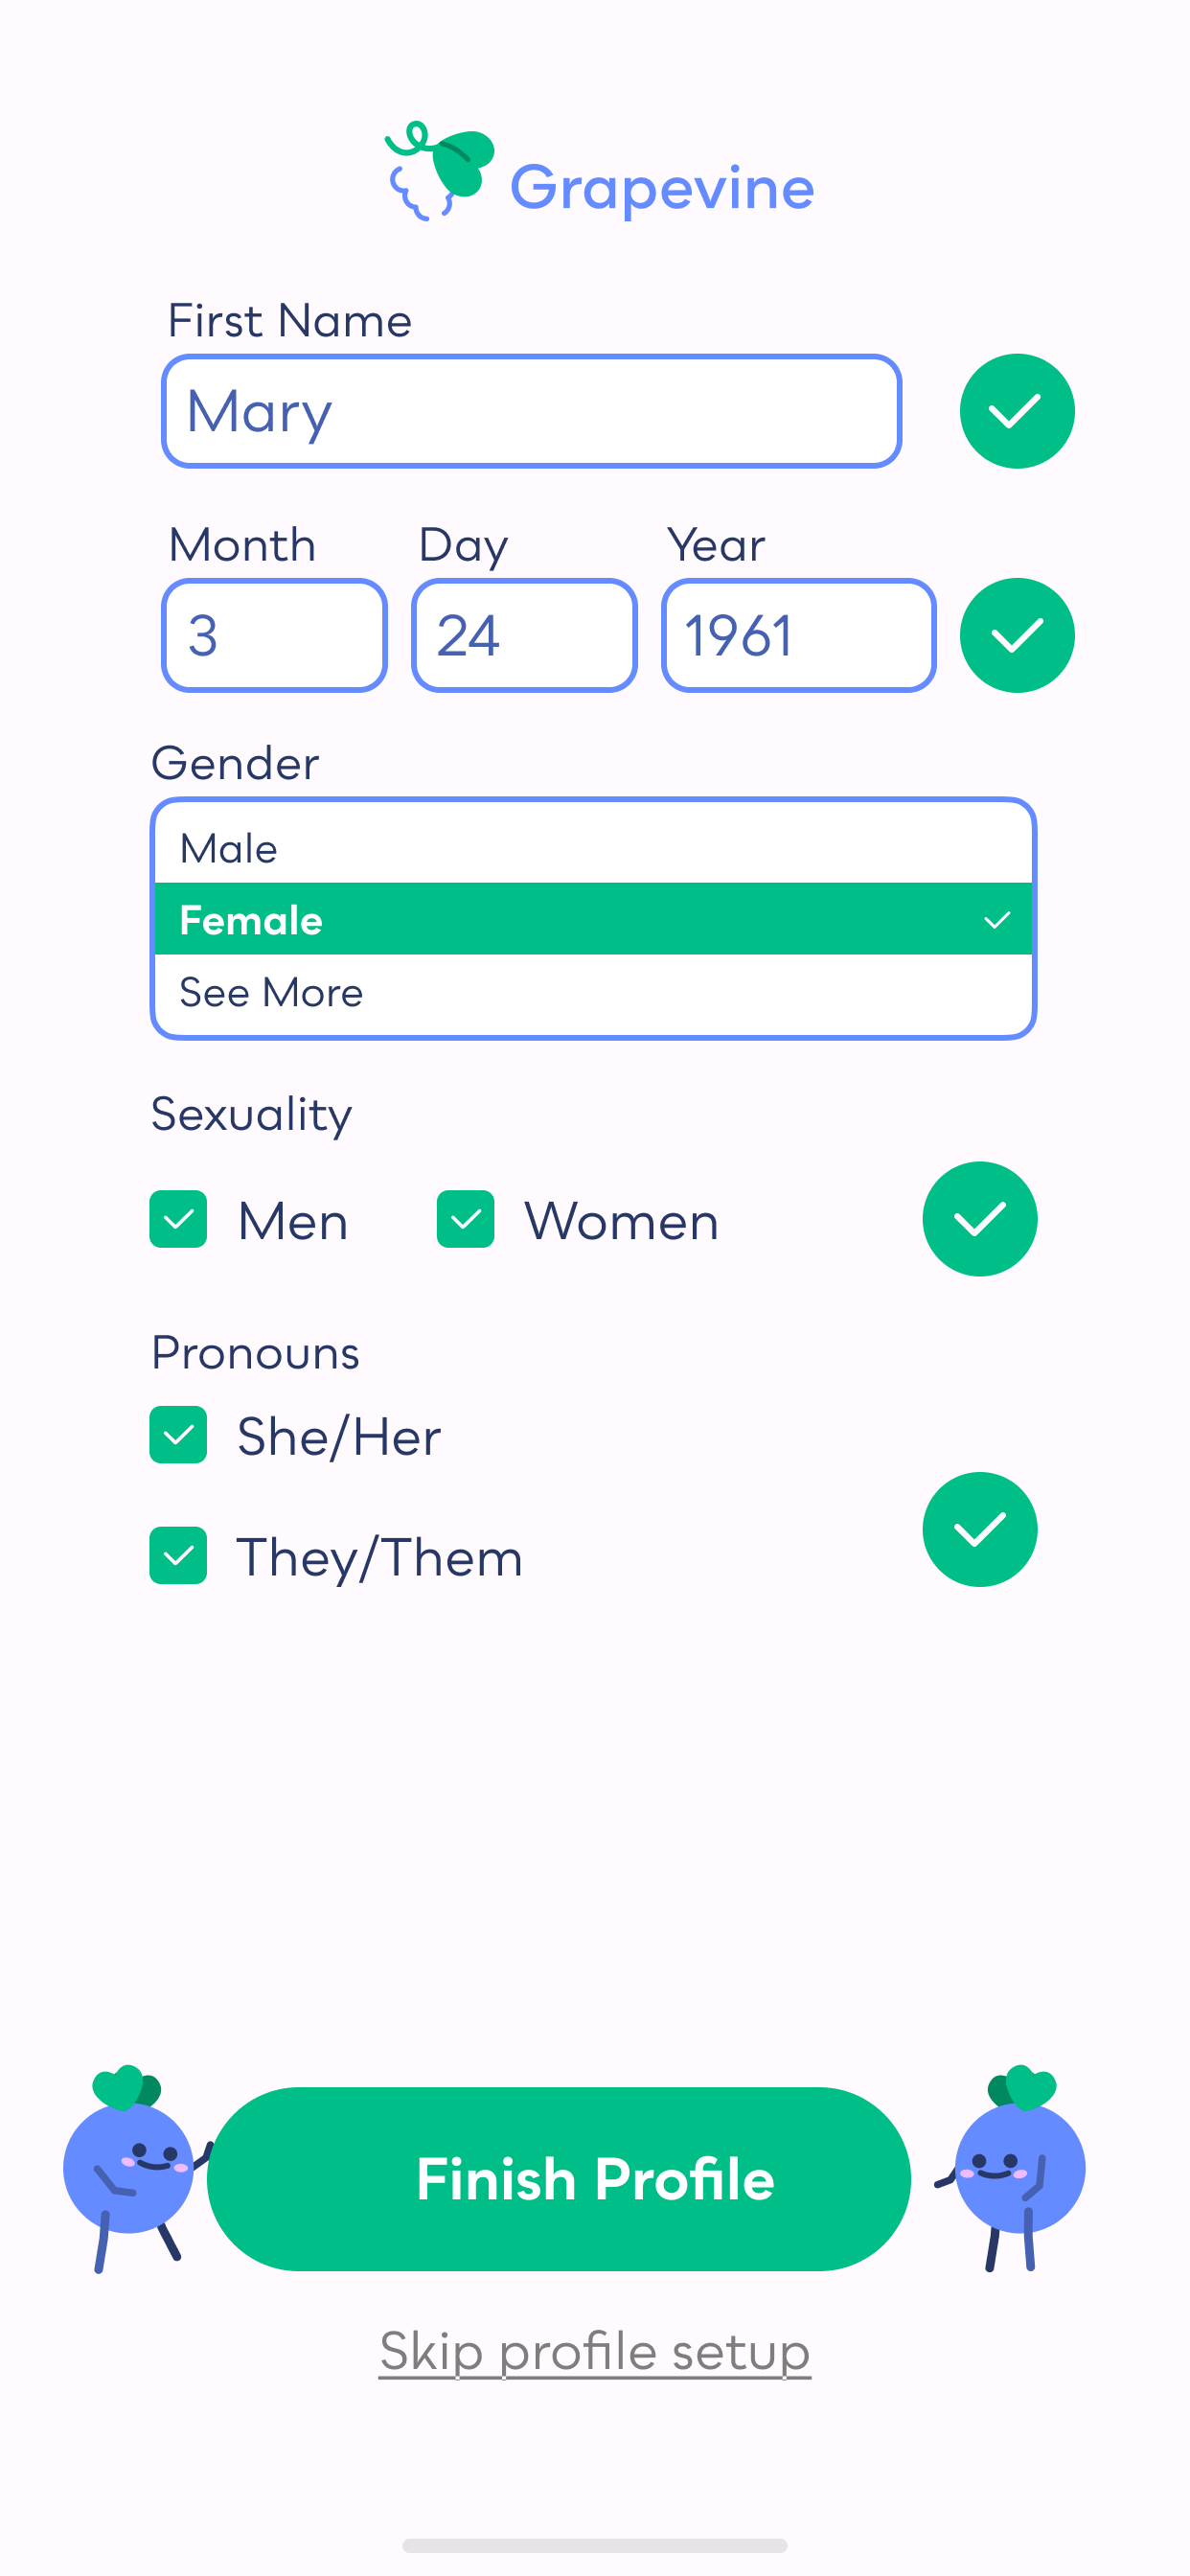 Grapevine
First Name
Mary
Month Day Year
3 24 1961
Gender
Male
Female
See More
Sexuality
Men Women
Pronouns
She/Her
They/Them
Finish Profile
Skip profile setup